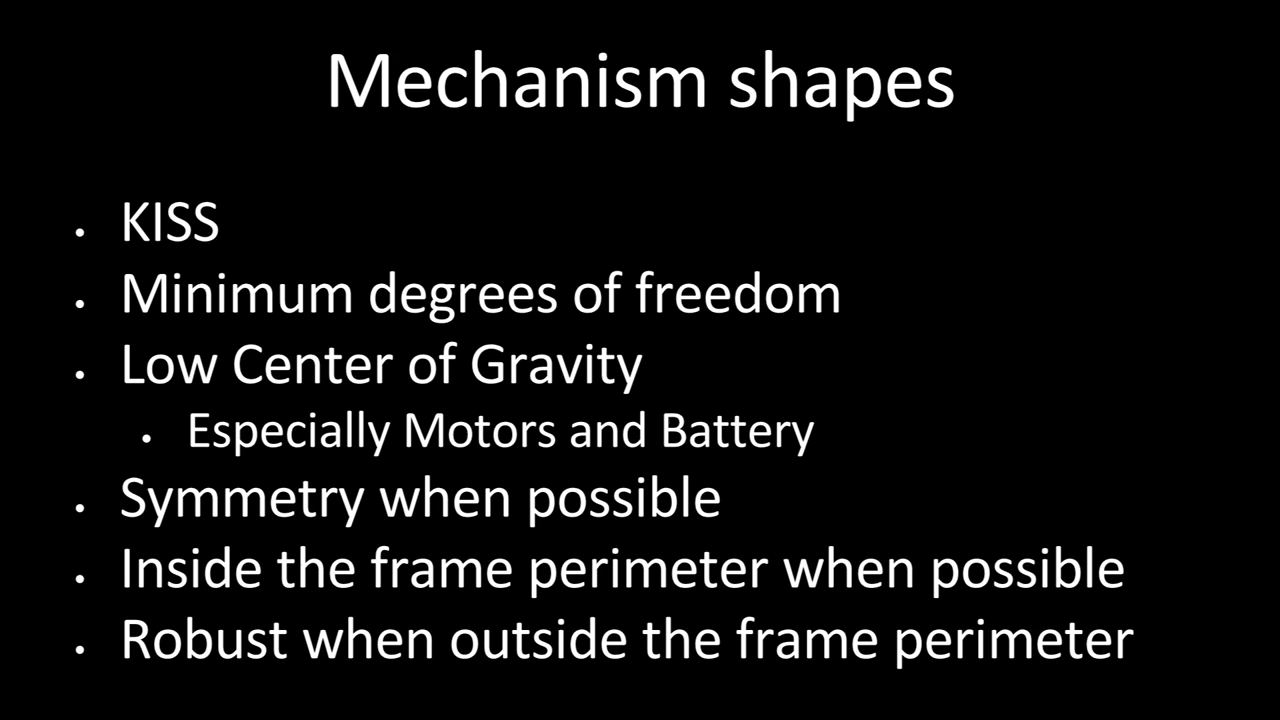 Mechanism shapes
• KISS
• Minimum degrees of freedom
• Low Center of Gravity
• Especially Motors and Battery
• Symmetry when possible
• Inside the frame perimeter when possible
• Robust when outside the frame perimeter